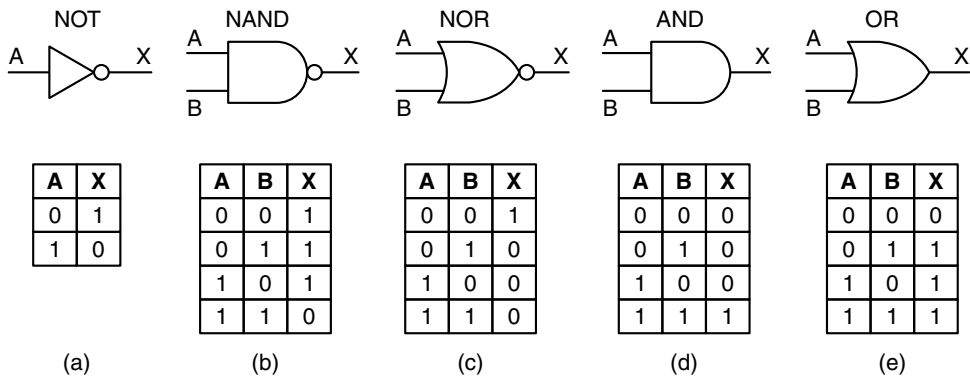 NOT NAND NOR AND OR
A X A B X A B X A B X A B X
A X A B X A B X A B X A B X
0 1 0 0 1 0 0 1 0 0 0 0 0 0
1 0 0 1 1 0 1 0 0 1 0 0 1 1
1 0 1 1 0 0 1 0 0 1 0 1
1 1 0 1 1 0 1 1 1 1 1 1
(a) (b) (c) (d) (e)